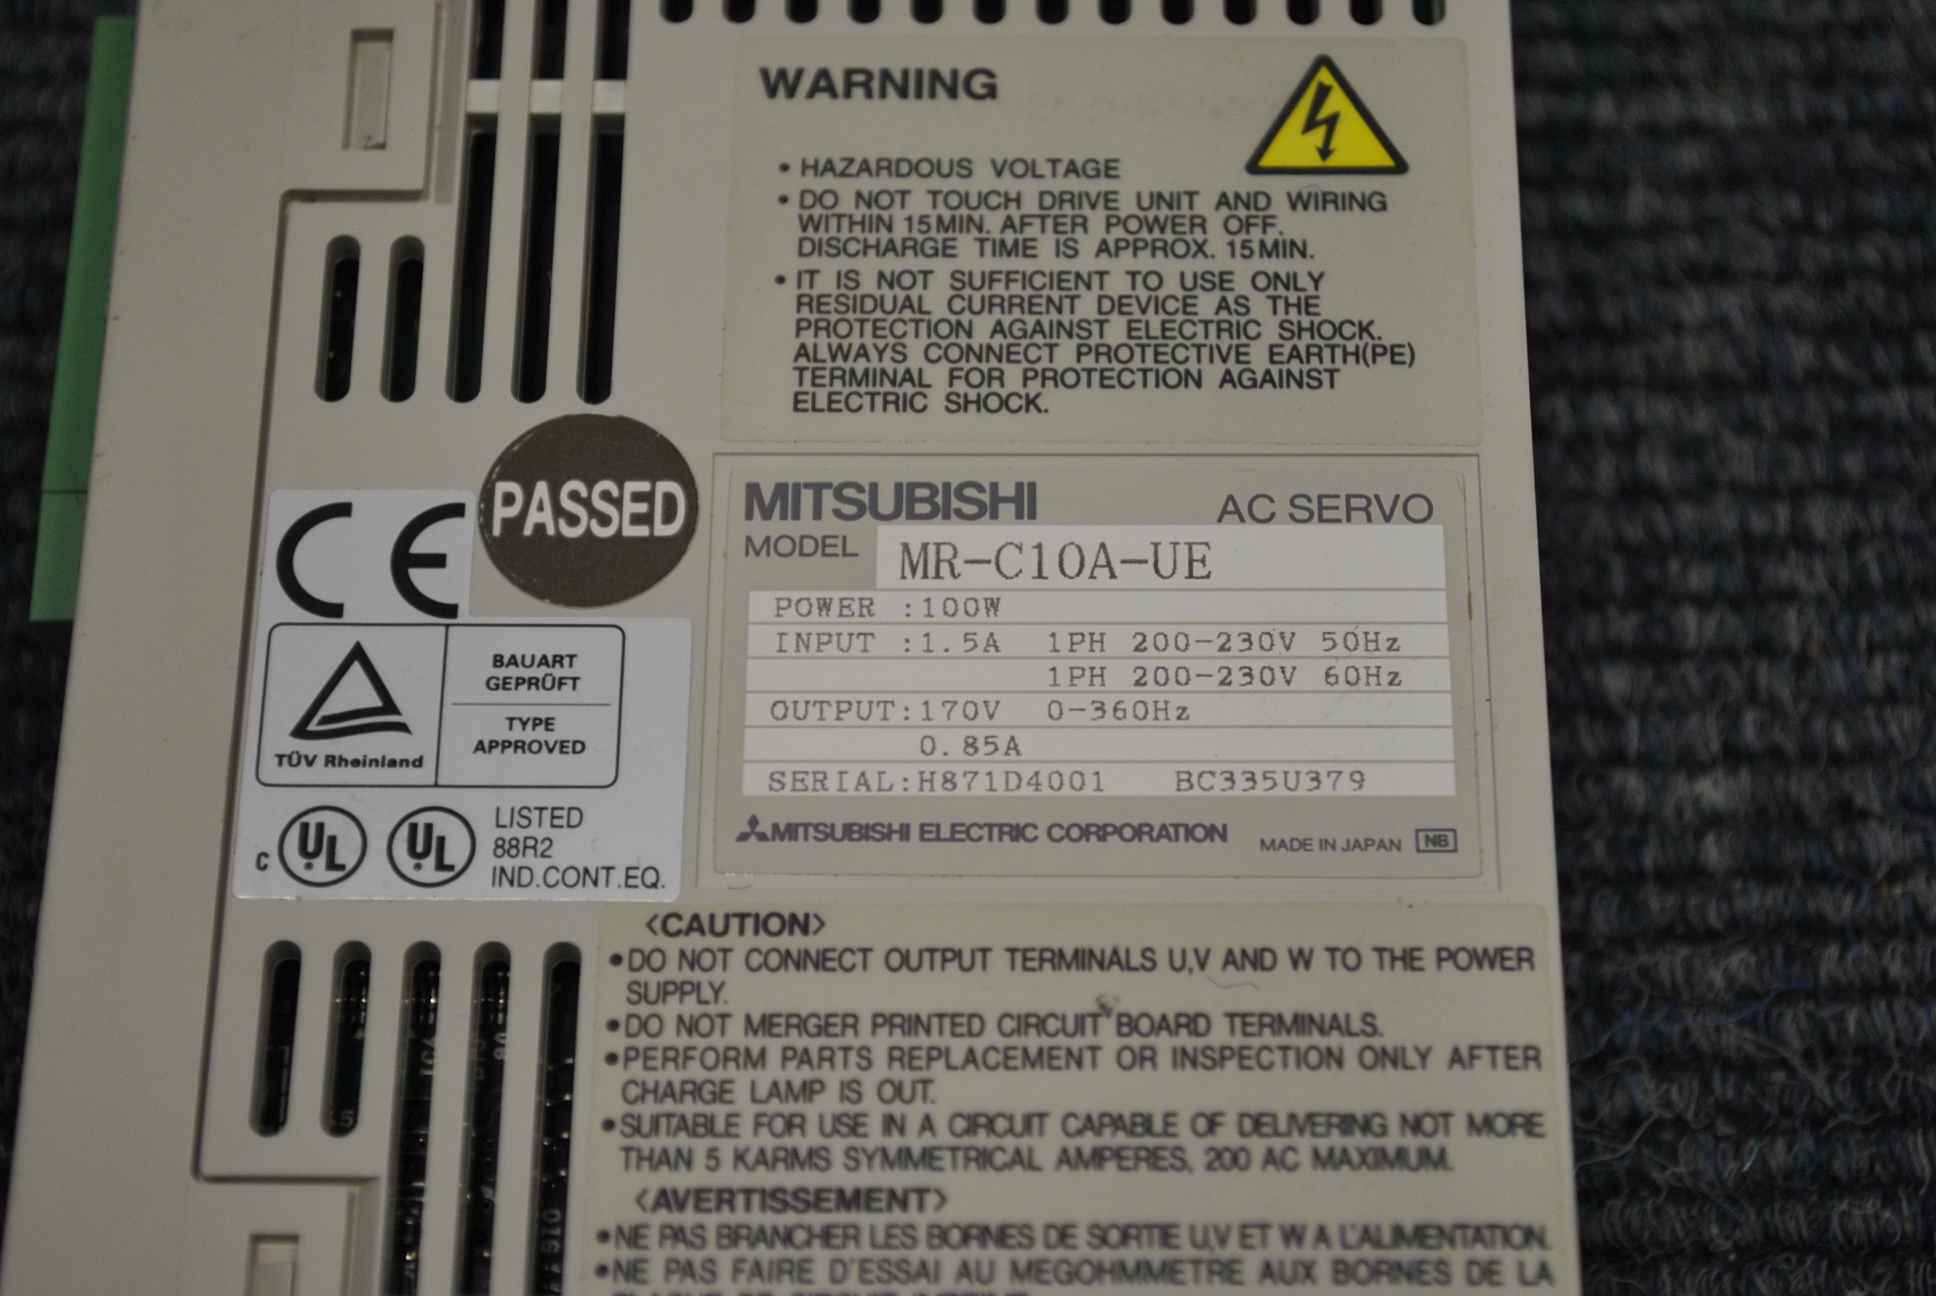 WARNING
• HAZARDOUS VOLTAGE
• DO NOT TOUCH DRIVE UNIT AND WIRING
WITHIN 15MIN. AFTER POWER OFF.
DISCHARGE TIME IS APPROX. 15MIN.
• IT IS NOT SUFFICIENT TO USE ONLY
RESIDUAL CURRENT DEVICE AS THE
PROTECTION AGAINST ELECTRIC SHOCK.
ALWAYS CONNECT PROTECTIVE EARTH(PE)
TERMINAL FOR PROTECTION AGAINST
ELECTRIC SHOCK.
PASSED
CE
BAUART
GEPRÜFT
TYPE
APPROVED
TÜV Rheinland
C UL UL LISTED
88R2
IND.CONT.EQ.
MITSUBISHI AC SERVO
MODEL MR-C10A-UE
POWER :100W
INPUT :1.5A 1PH 200-230V 50Hz
1PH 200-230V 60Hz
OUTPUT:170V 0-360Hz
0.85A
SERIAL:H871D4001 BC335U379
MITSUBISHI ELECTRIC CORPORATION MADE IN JAPAN NB
<CAUTION>
•DO NOT CONNECT OUTPUT TERMINALS U,V AND W TO THE POWER
SUPPLY.
•DO NOT MERGER PRINTED CIRCUIT BOARD TERMINALS.
•PERFORM PARTS REPLACEMENT OR INSPECTION ONLY AFTER
CHARGE LAMP IS OUT.
•SUITABLE FOR USE IN A CIRCUIT CAPABLE OF DELIVERING NOT MORE
THAN 5 KARMS SYMMETRICAL AMPERES, 200 AC MAXIMUM.
<AVERTISSEMENT>
•NE PAS BRANCHER LES BORNES DE SORTIE U,V ET W A L'ALIMENTATION.
•NE PAS FAIRE D'ESSAI AU MEGOHMMETRE AUX BORNES DE LA